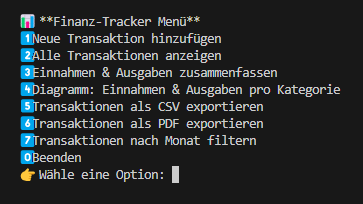 📊 **Finanz-Tracker Menü**
1️⃣Neue Transaktion hinzufügen
2️⃣Alle Transaktionen anzeigen
3️⃣Einnahmen & Ausgaben zusammenfassen
4️⃣Diagramm: Einnahmen & Ausgaben pro Kategorie
5️⃣Transaktionen als CSV exportieren
6️⃣Transaktionen als PDF exportieren
7️⃣Transaktionen nach Monat filtern
0️⃣Beenden
👉 Wähle eine Option: